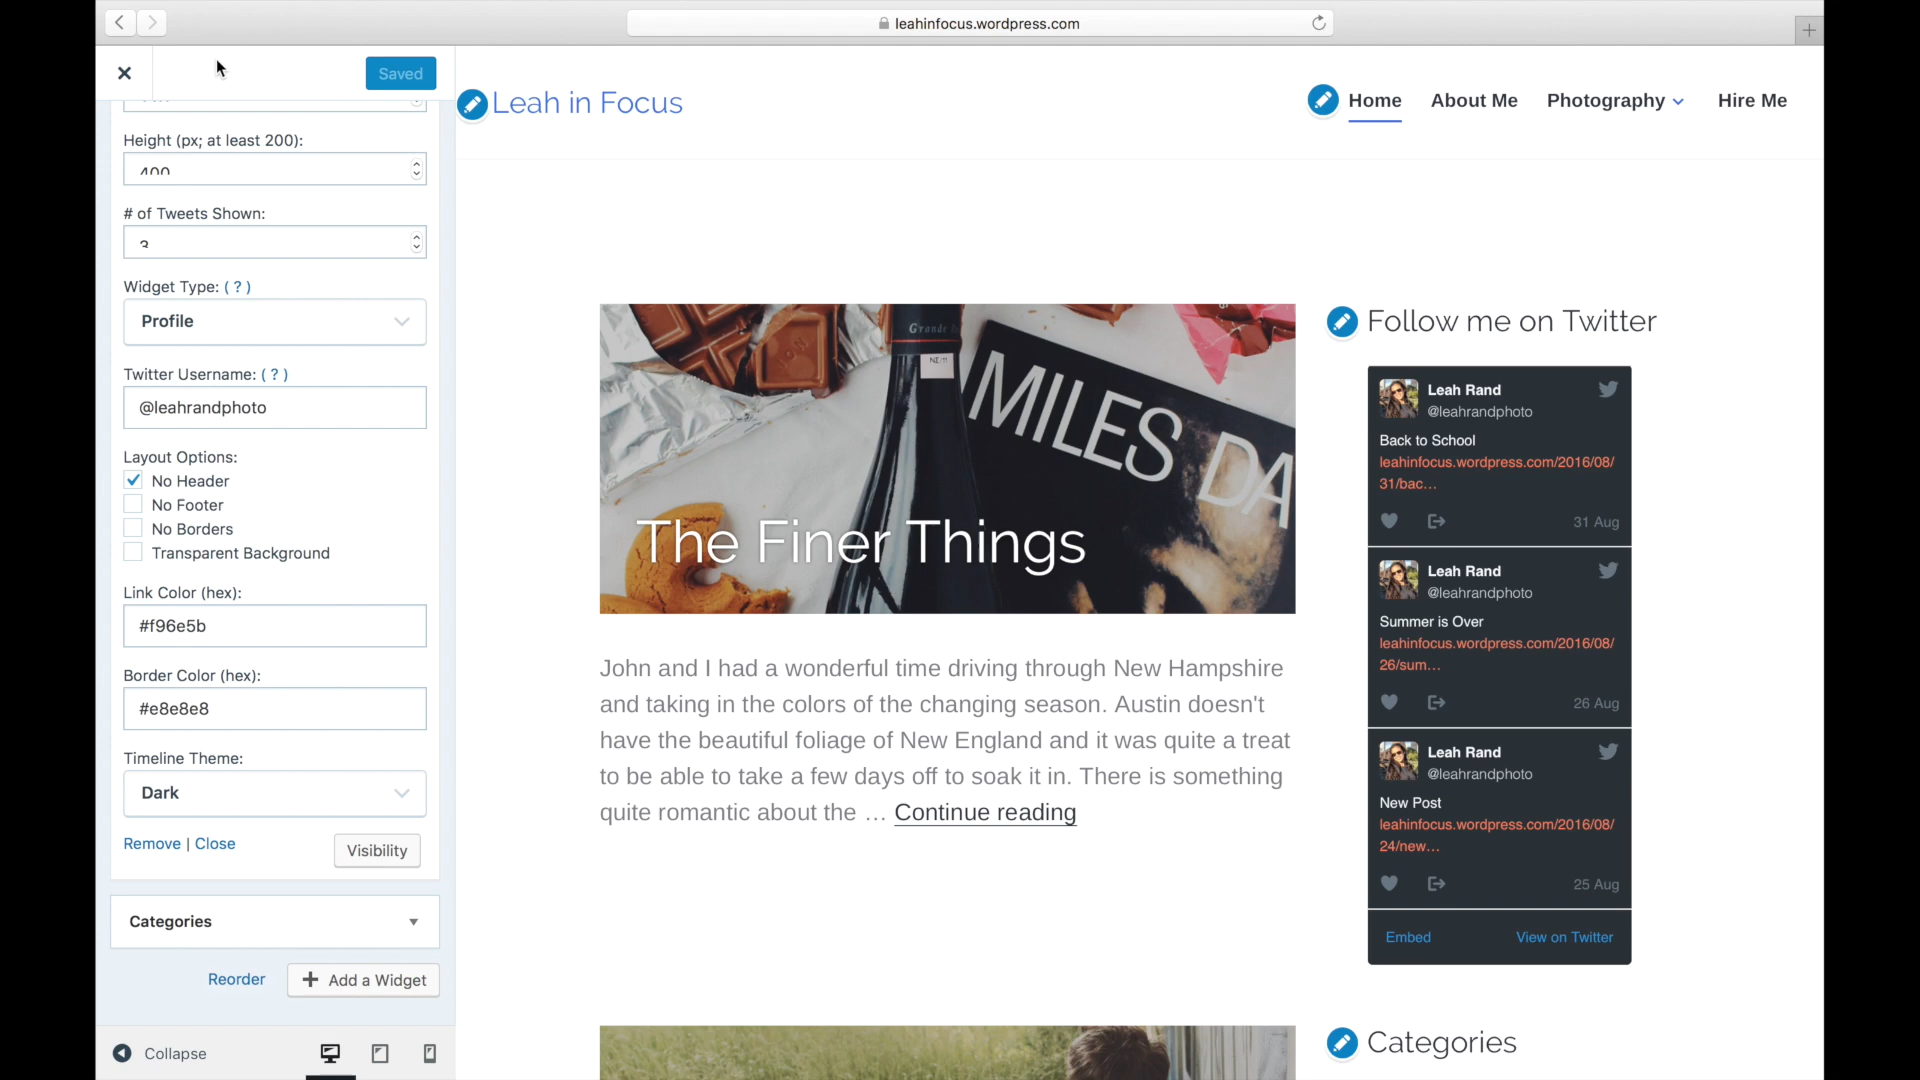 leahinfocus.wordpress.com
Saved
Height (px; at least 200):
400
# of Tweets Shown:
3
Widget Type: ( ? )
Profile
Twitter Username: ( ? )
@leahrandphoto
Layout Options:
No Header
No Footer
No Borders
Transparent Background
Link Color (hex):
#f96e5b
Border Color (hex):
#e8e8e8
Timeline Theme:
Dark
Remove | Close
Visibility
Categories
Reorder
Add a Widget
Collapse
Leah in Focus
Home About Me Photography Hire Me
MILES DA
The Finer Things
John and I had a wonderful time driving through New Hampshire
and taking in the colors of the changing season. Austin doesn't
have the beautiful foliage of New England and it was quite a treat
to be able to take a few days off to soak it in. There is something
quite romantic about the … Continue reading
Follow me on Twitter
Leah Rand
@leahrandphoto
Back to School
leahinfocus.wordpress.com/2016/08/
31/bac…
31 Aug
Leah Rand
@leahrandphoto
Summer is Over
leahinfocus.wordpress.com/2016/08/
26/sum…
26 Aug
Leah Rand
@leahrandphoto
New Post
leahinfocus.wordpress.com/2016/08/
24/new…
25 Aug
Embed View on Twitter
Categories